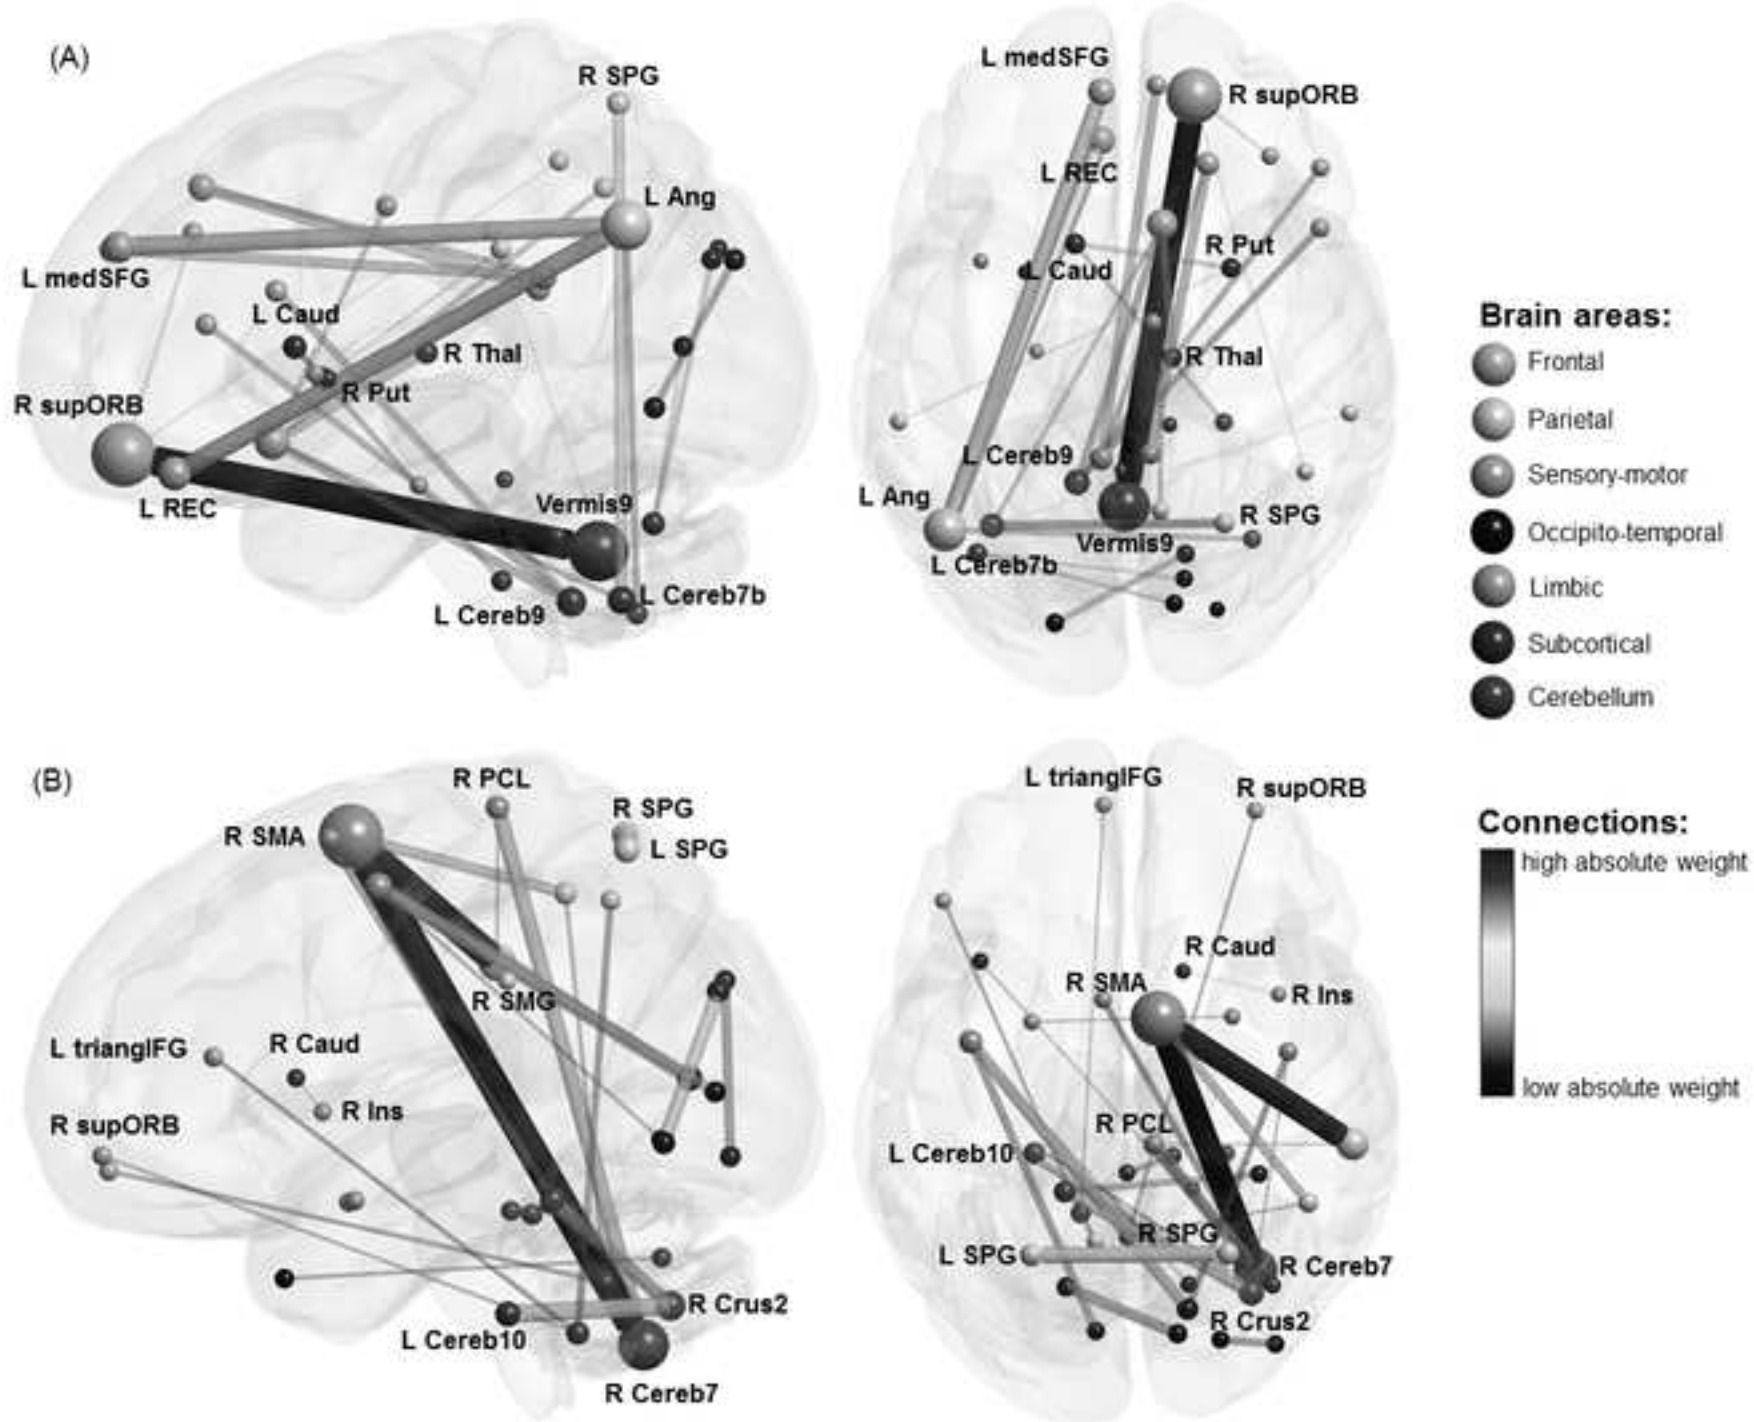 (A)
R SPG
L Ang
L medSFG
L Caud
R Thal
R Put
R supORB
L REC
Vermis9
L Cereb9
L Cereb7b
L medSFG
R supORB
L REC
R Put
L Caud
R Thal
L Cereb9
L Ang
R SPG
Vermis9
L Cereb7b
Brain areas:
Frontal
Parietal
Sensory-motor
Occipito-temporal
Limbic
Subcortical
Cerebellum
(B)
R PCL
R SPG
R SMA
L SPG
R SMG
L triangIFG
R Caud
R Ins
R supORB
R Crus2
L Cereb10
R Cereb7
L triangIFG
R supORB
R Caud
R SMA
R Ins
R PCL
L Cereb10
R SPG
L SPG
R Cereb7
R Crus2
Connections:
high absolute weight
low absolute weight